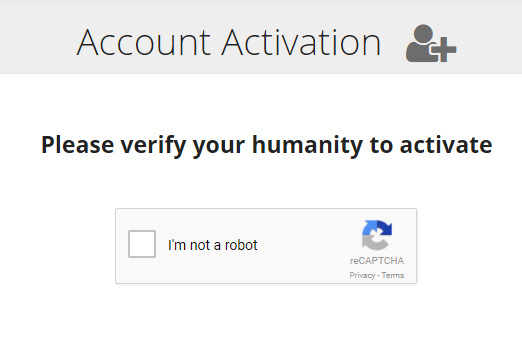 Account Activation
Please verify your humanity to activate
I'm not a robot
reCAPTCHA
Privacy - Terms